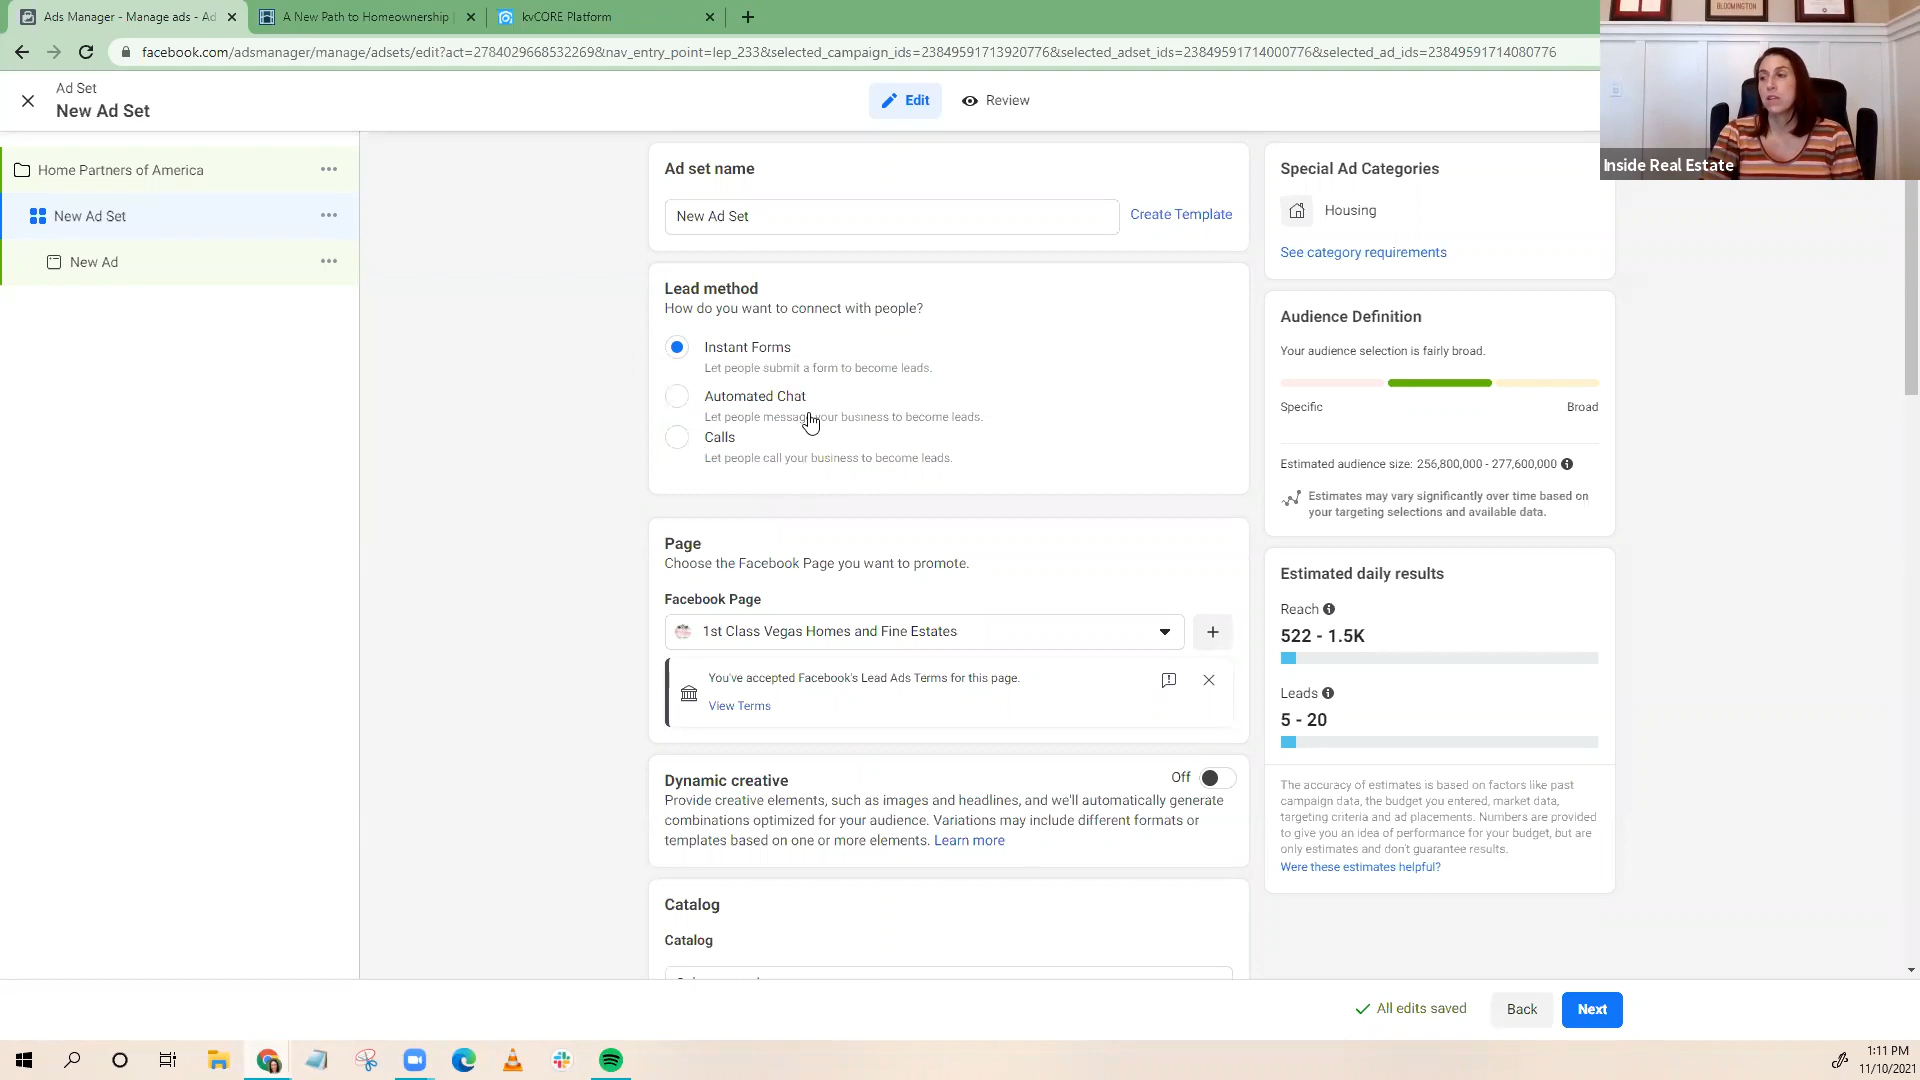 Ads Manager - Manage ads - Ad
A New Path to Homeownership
kvCORE Platform
facebook.com/adsmanager/manage/adsets/edit?act=278402966853226​9&nav_entry_point=lep_233&selected_campaign_ids=23849591713920776&selected_adset_ids=23849591714000776&selected_ad_ids=23849591714080776
BLOOMINGTON
Inside Real Estate
Ad Set
New Ad Set
Edit
Review
Home Partners of America
New Ad Set
New Ad
Ad set name
New Ad Set
Create Template
Lead method
How do you want to connect with people?
Instant Forms
Let people submit a form to become leads.
Automated Chat
Let people message your business to become leads.
Calls
Let people call your business to become leads.
Page
Choose the Facebook Page you want to promote.
Facebook Page
1st Class Vegas Homes and Fine Estates
You've accepted Facebook's Lead Ads Terms for this page.
View Terms
Dynamic creative
Off
Provide creative elements, such as images and headlines, and we'll automatically generate
combinations optimized for your audience. Variations may include different formats or
templates based on one or more elements. Learn more
Catalog
Catalog
Special Ad Categories
Housing
See category requirements
Audience Definition
Your audience selection is fairly broad.
Specific
Broad
Estimated audience size: 256,800,000 - 277,600,000
Estimates may vary significantly over time based on
your targeting selections and available data.
Estimated daily results
Reach
522 - 1.5K
Leads
5 - 20
The accuracy of estimates is based on factors like past
campaign data, the budget you entered, market data,
targeting criteria and ad placements. Numbers are provided
to give you an idea of performance for your budget, but are
only estimates and don't guarantee results.
Were these estimates helpful?
All edits saved
Back
Next
1:11 PM
11/10/2021